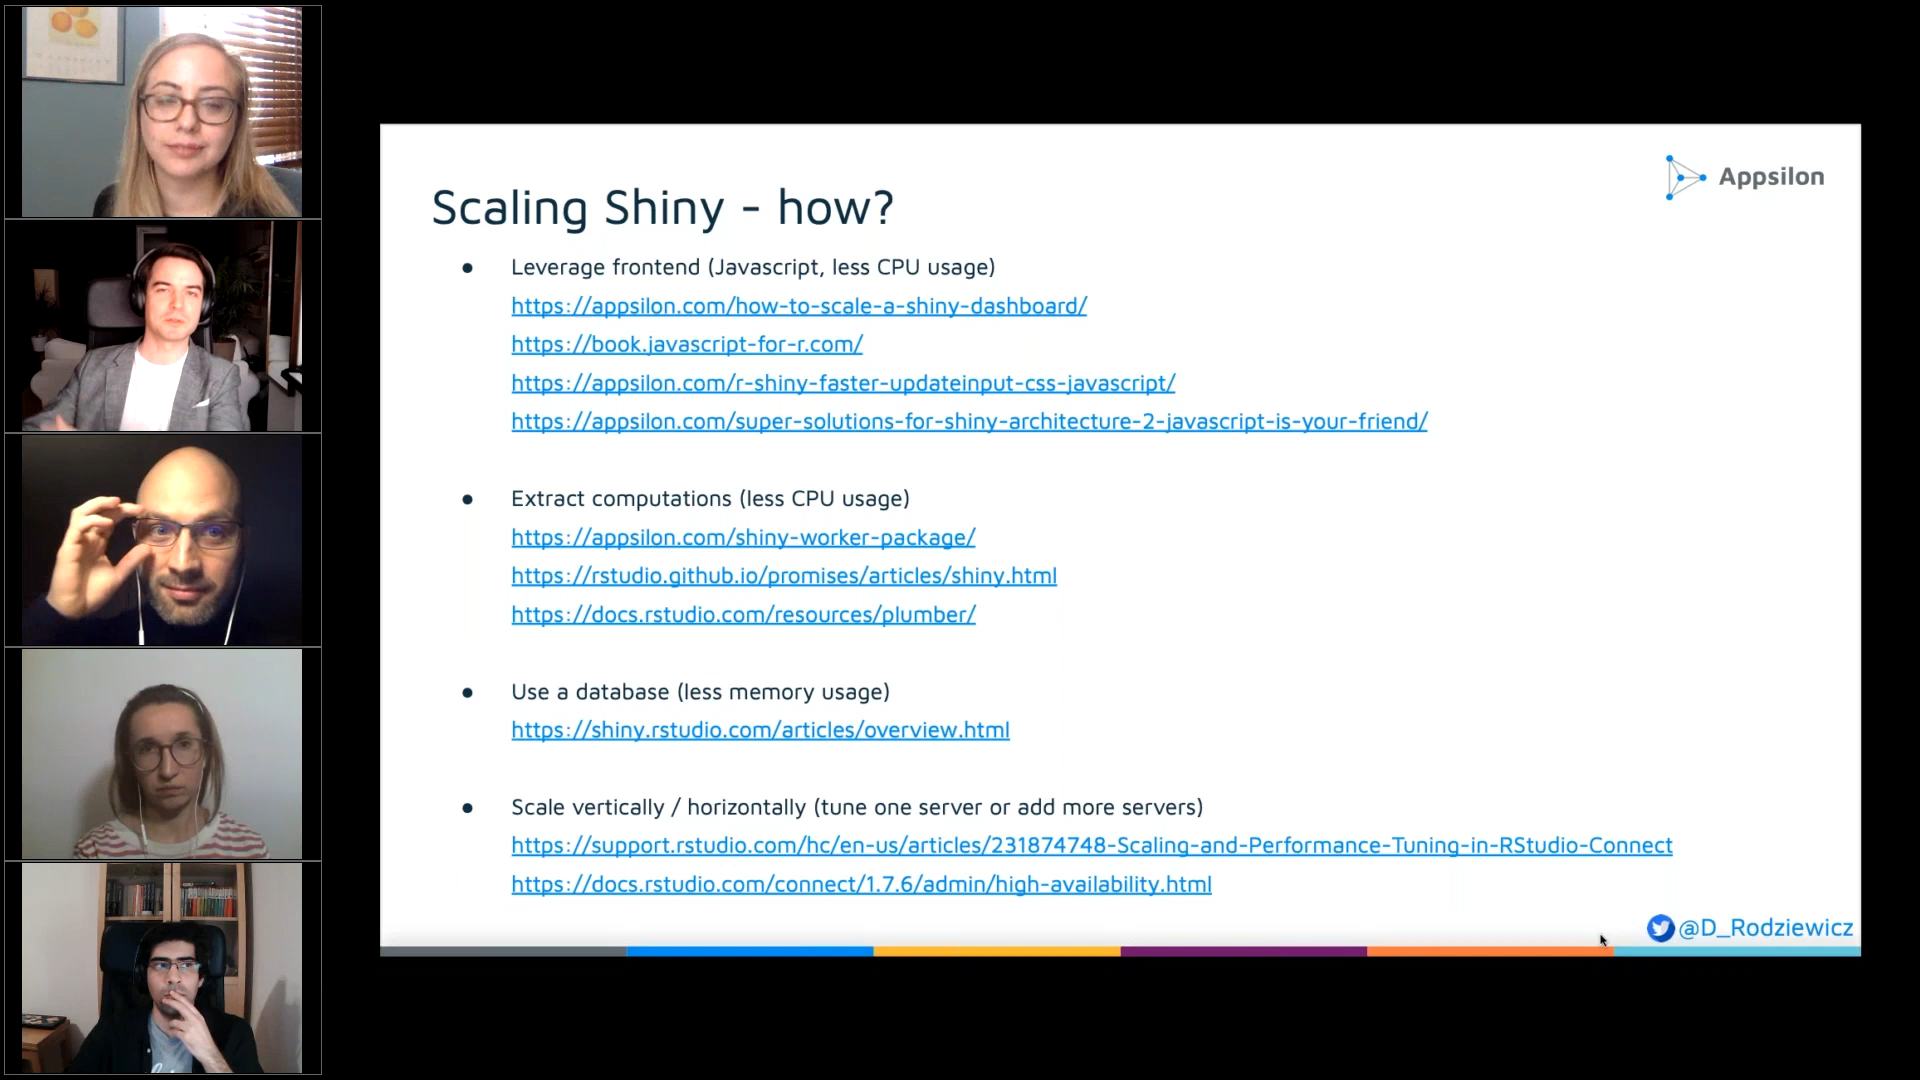 Appsilon
Scaling Shiny - how?
● Leverage frontend (Javascript, less CPU usage)
https://appsilon.com/how-to-scale-a-shiny-dashboard/
https://book.javascript-for-r.com/
https://appsilon.com/r-shiny-faster-updateinput-css-javascript/
https://appsilon.com/super-solutions-for-shiny-architecture-2-javascript-is-your-friend/
● Extract computations (less CPU usage)
https://appsilon.com/shiny-worker-package/
https://rstudio.github.io/promises/articles/shiny.html
https://docs.rstudio.com/resources/plumber/
● Use a database (less memory usage)
https://shiny.rstudio.com/articles/overview.html
● Scale vertically / horizontally (tune one server or add more servers)
https://support.rstudio.com/hc/en-us/articles/231874748-Scaling-and-Performance-Tuning-in-RStudio-Connect
https://docs.rstudio.com/connect/1.7.6/admin/high-availability.html
@D_Rodziewicz